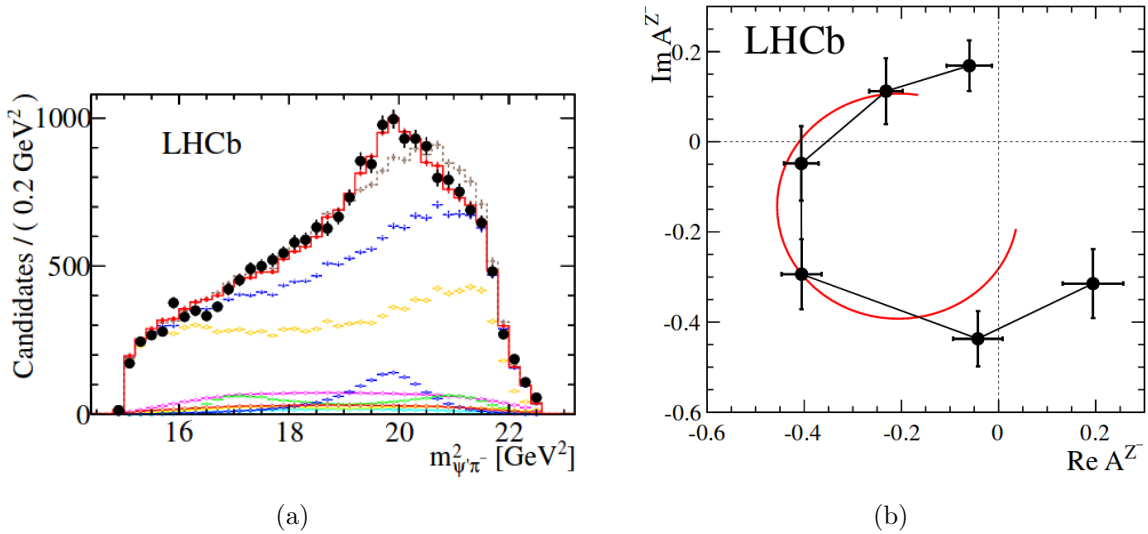 Candidates / ( 0.2 GeV² )
1000
500
0
LHCb
16
18
20
22
m²ψ'π⁻ [GeV²]
(a)
Im A^Z⁻
0.2
0
-0.2
-0.4
-0.6
LHCb
-0.6
-0.4
-0.2
0
0.2
Re A^Z⁻
(b)